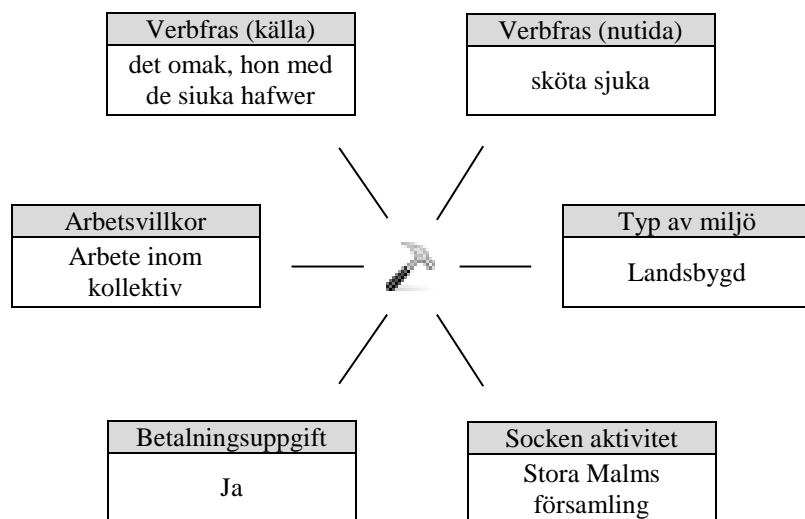 Verbfras (källa)
det omak, hon med
de siuka hafwer
Verbfras (nutida)
sköta sjuka
Arbetsvillkor
Arbete inom
kollektiv
Typ av miljö
Landsbygd
Betalningsuppgift
Ja
Socken aktivitet
Stora Malms
församling